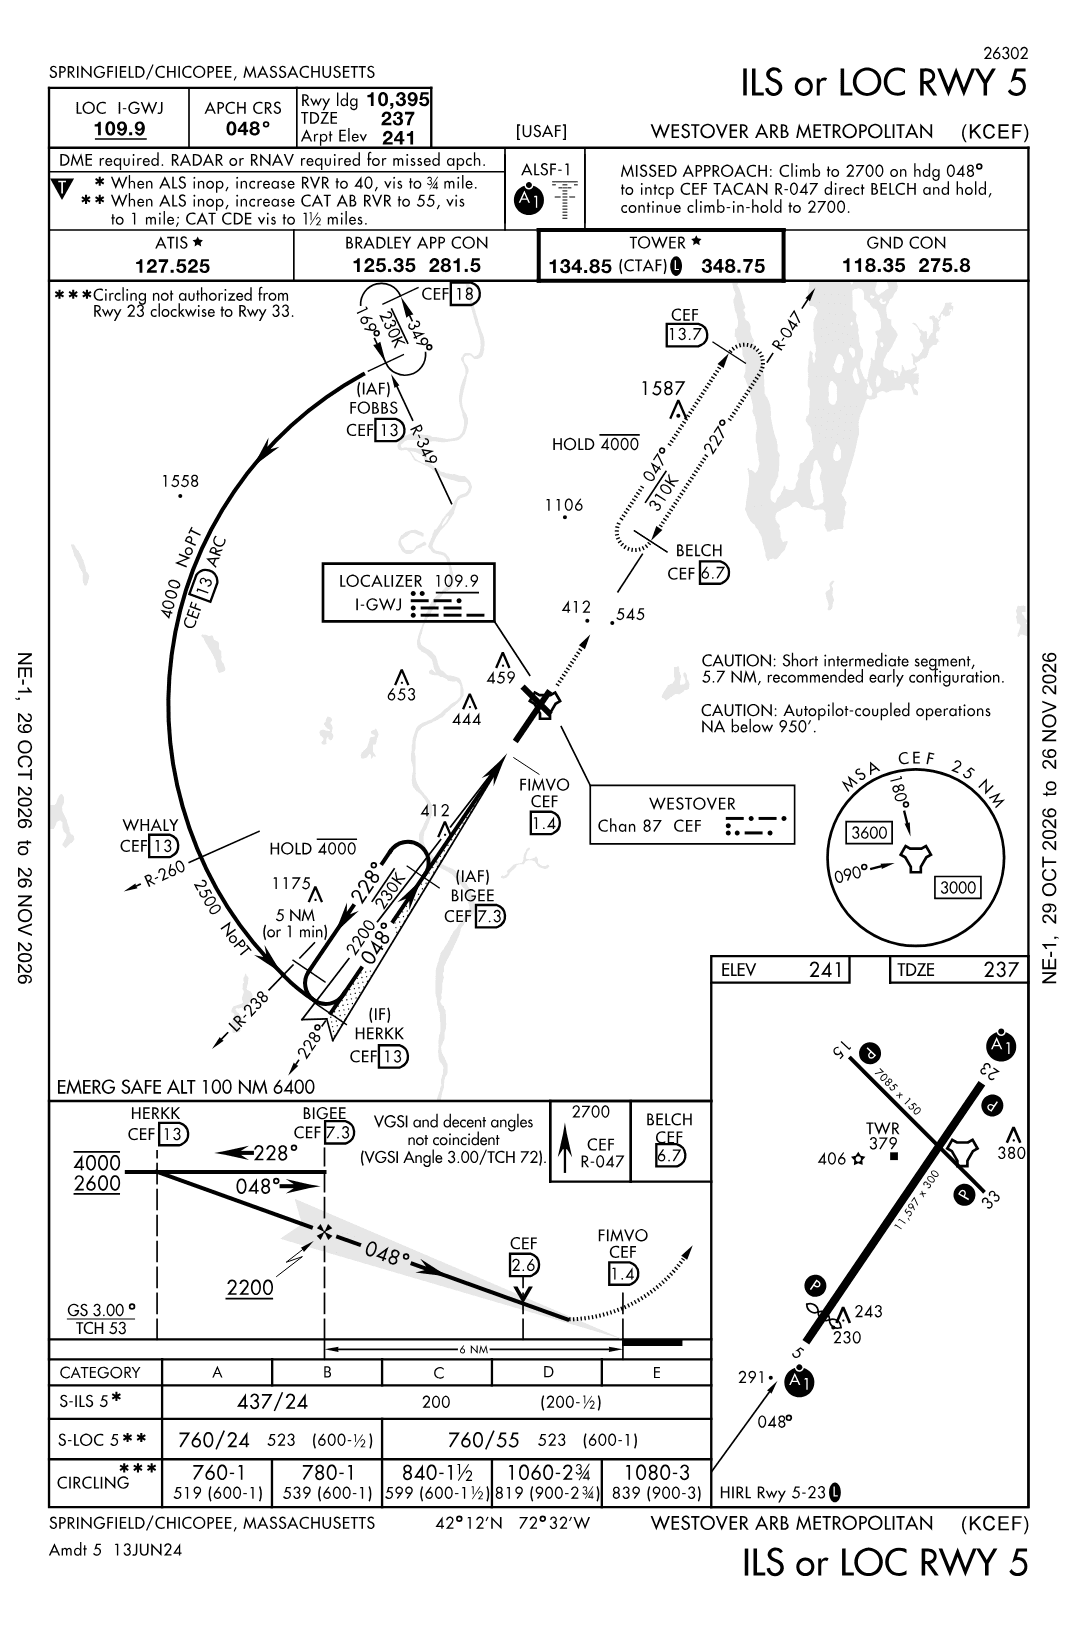 26302
SPRINGFIELD/CHICOPEE, MASSACHUSETTS
ILS or LOC RWY 5
LOC I-GWJ
109.9
APCH CRS
048°
Rwy ldg 10,395
TDZE 237
Arpt Elev 241
[USAF]
WESTOVER ARB METROPOLITAN (KCEF)
DME required. RADAR or RNAV required for missed apch.
T
* When ALS inop, increase RVR to 40, vis to ¾ mile.
** When ALS inop, increase CAT AB RVR to 55, vis
to 1 mile; CAT CDE vis to 1½ miles.
ALSF-1
A1
MISSED APPROACH: Climb to 2700 on hdg 048°
to intcp CEF TACAN R-047 direct BELCH and hold,
continue climb-in-hold to 2700.
ATIS ★
127.525
BRADLEY APP CON
125.35 281.5
TOWER ★
134.85 (CTAF) L 348.75
GND CON
118.35 275.8
***Circling not authorized from
Rwy 23 clockwise to Rwy 33.
CEF 18
230K
169°
349°
(IAF)
FOBBS
CEF 13
R-349
1558
4000 NoPT
CEF 13 ARC
CEF
13.7
R-047
1587
HOLD 4000
047°
310K
227°
1106
BELCH
CEF 6.7
LOCALIZER 109.9
I-GWJ
412
545
459
653
444
CAUTION: Short intermediate segment,
5.7 NM, recommended early configuration.
CAUTION: Autopilot-coupled operations
NA below 950’.
FIMVO
CEF
1.4
WESTOVER
Chan 87 CEF
MSA CEF 25 NM
180°
3600
090°
3000
WHALY
CEF 13
R-260
412
HOLD 4000
228°
230K
1175
5 NM
(or 1 min)
2200
048°
(IAF)
BIGEE
CEF 7.3
2500 NoPT
LR-238
228°
(IF)
HERKK
CEF 13
EMERG SAFE ALT 100 NM 6400
NE-1, 29 OCT 2026 to 26 NOV 2026
NE-1, 29 OCT 2026 to 26 NOV 2026
ELEV 241
TDZE 237
15
P
7085 x 150
A1
23
P
TWR
379
406
380
P
33
11,597 x 300
P
243
230
5
291
A1
048°
HIRL Rwy 5-23 L
HERKK
CEF 13
BIGEE
CEF 7.3
VGSI and decent angles
not coincident
(VGSI Angle 3.00/TCH 72).
2700
CEF
R-047
BELCH
CEF
6.7
4000
2600
228°
048°
048°
2200
CEF
2.6
FIMVO
CEF
1.4
GS 3.00°
TCH 53
6 NM
CATEGORY A B C D E
S-ILS 5* 437/24 200 (200-½)
S-LOC 5** 760/24 523 (600-½) 760/55 523 (600-1)
CIRCLING*** 760-1 780-1 840-1½ 1060-2¾ 1080-3
519 (600-1) 539 (600-1) 599 (600-1½) 819 (900-2¾) 839 (900-3)
SPRINGFIELD/CHICOPEE, MASSACHUSETTS
42°12’N 72°32’W
WESTOVER ARB METROPOLITAN (KCEF)
Amdt 5 13JUN24
ILS or LOC RWY 5